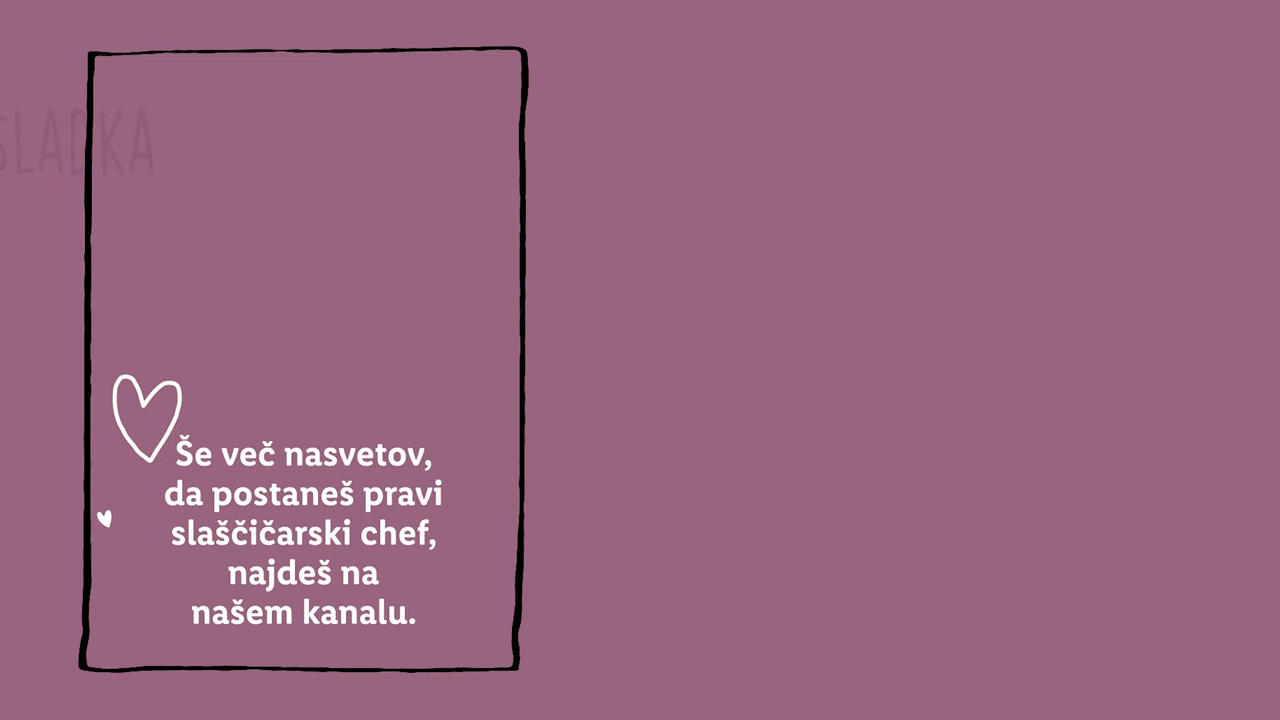 SLADKA
Še več nasvetov,
da postaneš pravi
slaščičarski chef,
najdeš na
našem kanalu.